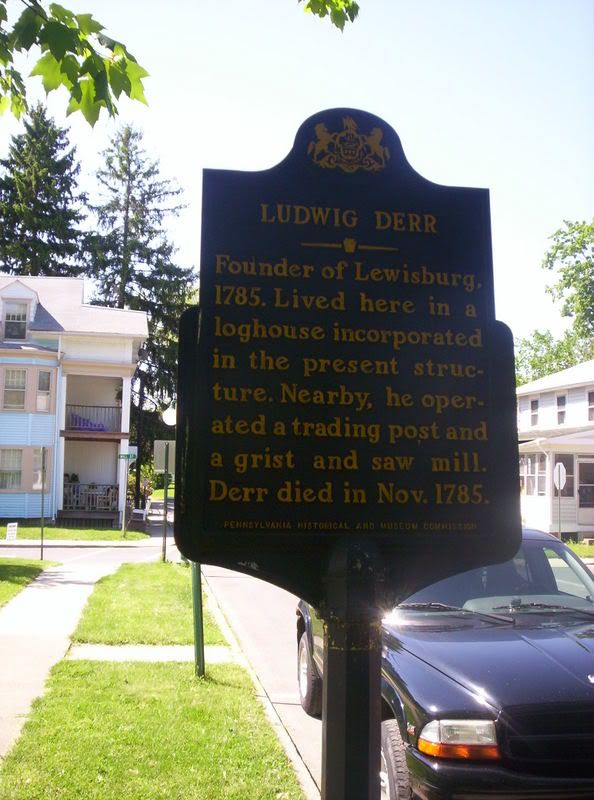 LUDWIG DERR
Founder of Lewisburg,
1785. Lived here in a
loghouse incorporated
in the present struc-
ture. Nearby, he oper-
ated a trading post and
a grist and saw mill.
Derr died in Nov. 1785.
PENNSYLVANIA HISTORICAL AND MUSEUM COMMISSION